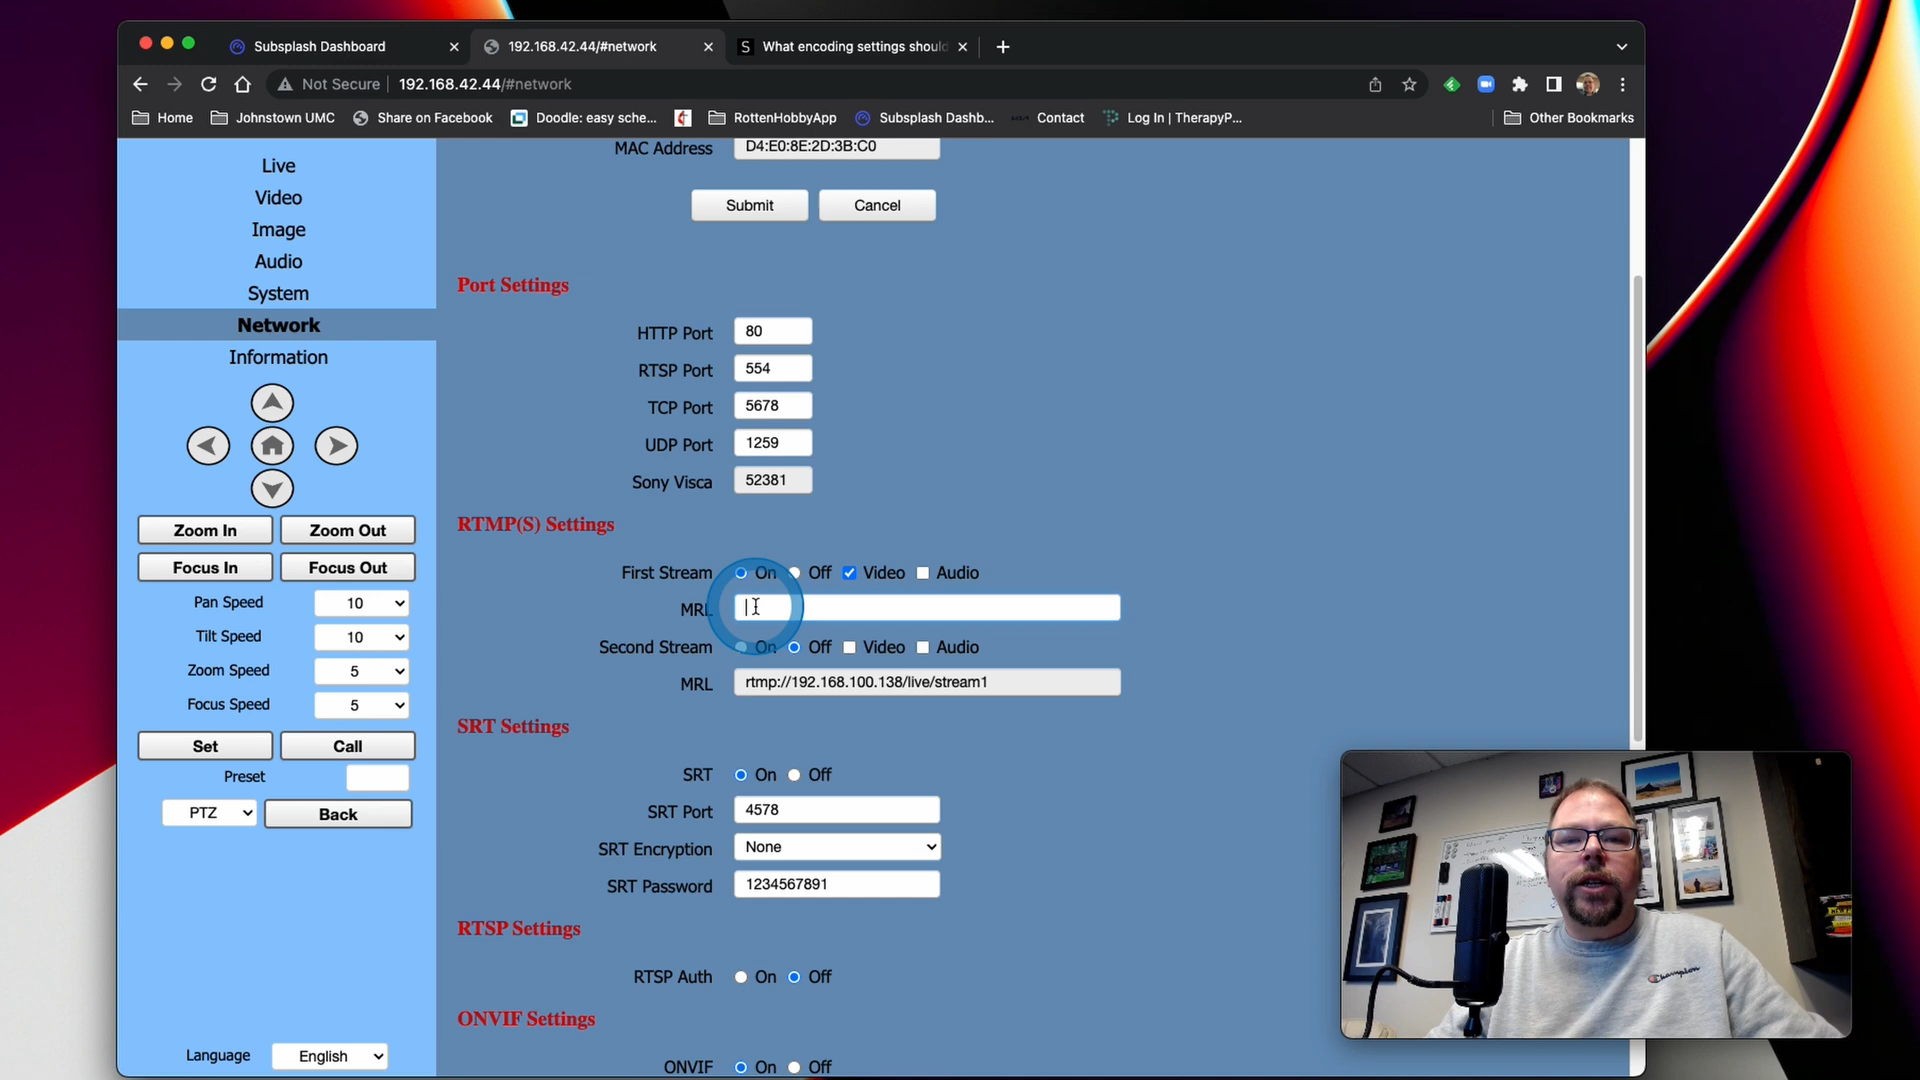 Subsplash Dashboard
192.168.42.44/#network
S What encoding settings shoul
Not Secure 192.168.42.44/#network
Home Johnstown UMC Share on Facebook Doodle: easy sche... RottenHobbyApp Subsplash Dashb... Contact Log In | TherapyP... Other Bookmarks
Live
Video
Image
Audio
System
Network
Information
Zoom In Zoom Out
Focus In Focus Out
Pan Speed 10
Tilt Speed 10
Zoom Speed 5
Focus Speed 5
Set Call
Preset
PTZ Back
Language English
MAC Address D4:E0:8E:2D:3B:C0
Submit Cancel
Port Settings
HTTP Port 80
RTSP Port 554
TCP Port 5678
UDP Port 1259
Sony Visca 52381
RTMP(S) Settings
First Stream On Off Video Audio
MRL
Second Stream On Off Video Audio
MRL rtmp://192.168.100.138/live/stream1
SRT Settings
SRT On Off
SRT Port 4578
SRT Encryption None
SRT Password 1234567891
RTSP Settings
RTSP Auth On Off
ONVIF Settings
ONVIF On Off
Champion